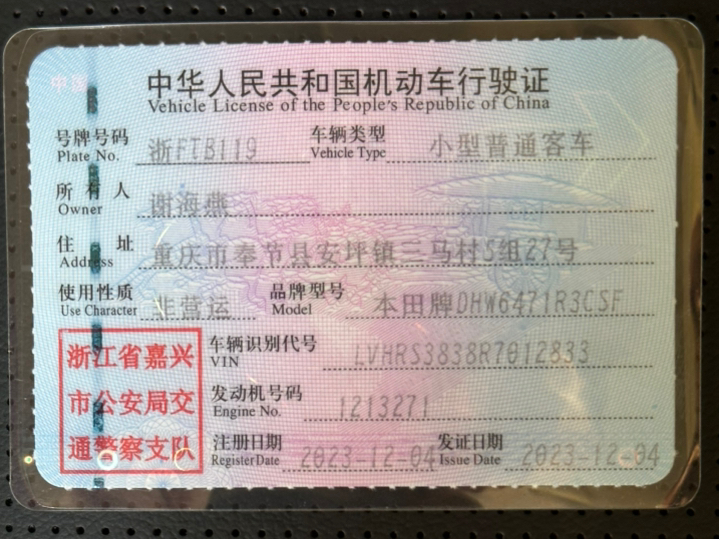 中国
中华人民共和国机动车行驶证
Vehicle License of the People's Republic of China
号牌号码 浙FTB119 车辆类型 小型普通客车
Plate No. Vehicle Type
所有人 谢海燕
Owner
住址 重庆市奉节县安坪镇三马村5组27号
Address
使用性质 非营运 品牌型号 本田牌DHW6471R3CSF
Use Character Model
浙江省嘉兴
市公安局交
通警察支队
车辆识别代号 LVHRS3838R7012833
VIN
发动机号码 1213271
Engine No.
注册日期 2023-12-04 发证日期 2023-12-04
Register Date Issue Date